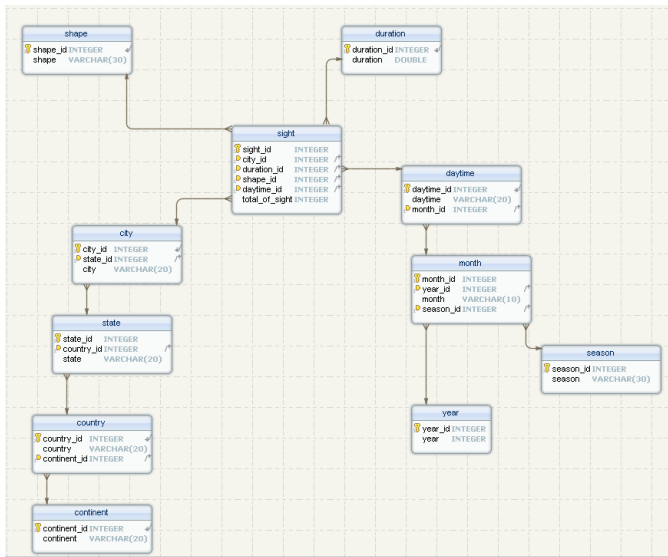 shape
shape_id INTEGER
shape VARCHAR(30)
duration
duration_id INTEGER
duration DOUBLE
sight
sight_id INTEGER
city_id INTEGER
duration_id INTEGER
shape_id INTEGER
daytime_id INTEGER
total_of_sight INTEGER
daytime
daytime_id INTEGER
daytime VARCHAR(20)
month_id INTEGER
city
city_id INTEGER
state_id INTEGER
city VARCHAR(20)
month
month_id INTEGER
year_id INTEGER
month VARCHAR(10)
season_id INTEGER
state
state_id INTEGER
country_id INTEGER
state VARCHAR(20)
season
season_id INTEGER
season VARCHAR(30)
country
country_id INTEGER
country VARCHAR(20)
continent_id INTEGER
year
year_id INTEGER
year INTEGER
continent
continent_id INTEGER
continent VARCHAR(20)